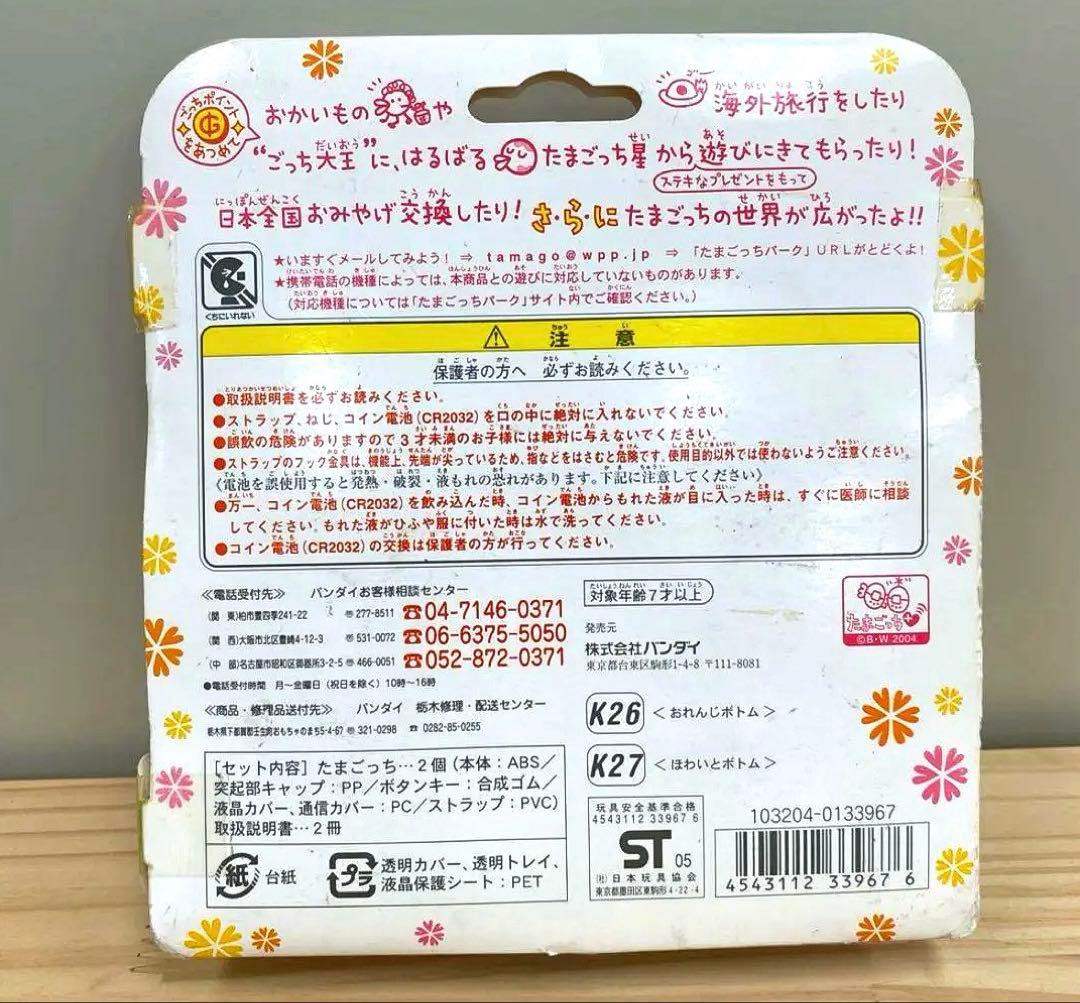 ごっちポイント
G
をあつめて
おかいもの
や
海外旅行をしたり
“ごっち大王”に、はるばる たまごっち星から遊びにきてもらったり！
ステキなプレゼントをもって
日本全国おみやげ交換したり！ さ・ら・に たまごっちの世界が広がったよ!!
くちにいれない
★いますぐメールしてみよう！ ⇒ tamago@wpp.jp ⇒ 「たまごっちパーク」URLがとどくよ！
★携帯電話の機種によっては、本商品との遊びに対応していないものがあります。
(対応機種については「たまごっちパーク」サイト内でご確認ください。)
注 意
保護者の方へ 必ずお読みください。
●取扱説明書を必ずお読みください。
●ストラップ、ねじ、コイン電池(CR2032)を口の中に絶対に入れないでください。
●誤飲の危険がありますので3才未満のお子様には絶対に与えないでください。
●ストラップのフック金具は、機能上、先端が尖っているため、指などをはさむと危険です。使用目的以外では使わないようご注意ください。
〈電池を誤使用すると発熱・破裂・液もれの恐れがあります。下記に注意してください〉
●万一、コイン電池(CR2032)を飲み込んだ時、コイン電池からもれた液が目に入った時は、すぐに医師に相談
してください。もれた液がひふや服に付いた時は水で洗ってください。
●コイン電池(CR2032)の交換は保護者の方が行ってください。
≪電話受付先≫ バンダイお客様相談センター
(関 東)柏市豊四季241-22 〒277-8511 ☎04-7146-0371
(関 西)大阪市北区豊崎4-12-3 〒531-0072 ☎06-6375-5050
(中 部)名古屋市昭和区御器所3-2-5 〒466-0051 ☎052-872-0371
●電話受付時間 月〜金曜日(祝日を除く)10時〜16時
≪商品・修理品送付先≫ バンダイ 栃木修理・配送センター
栃木県下都賀郡壬生町おもちゃのまち5-4-67 〒321-0298 ☎ 0282-85-0255
対象年齢7才以上
発売元
株式会社バンダイ
東京都台東区駒形1-4-8 〒111-8081
たまごっち
©B・W 2004
K26 ＜おれんじボトム＞
K27 ＜ほわいとボトム＞
［セット内容］たまごっち…2個(本体：ABS／
突起部キャップ：PP／ボタンキー：合成ゴム／
液晶カバー、通信カバー：PC／ストラップ：PVC)
取扱説明書…2冊
紙 台紙
プラ 透明カバー、透明トレイ、
液晶保護シート：PET
玩具安全基準合格
4543112 33967 6
ST 05
(社)日本玩具協会
東京都墨田区東駒形4-22-4
103204-0133967
4543112 33967 6